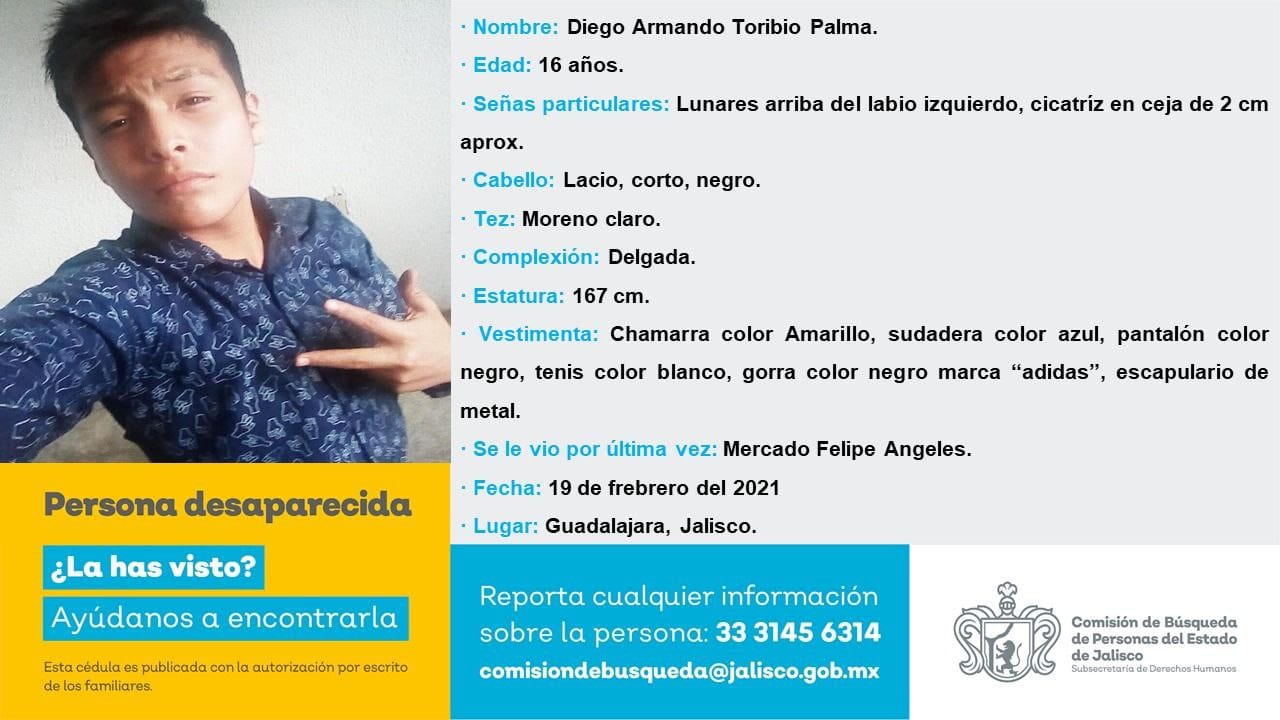 · Nombre: Diego Armando Toribio Palma.
· Edad: 16 años.
· Señas particulares: Lunares arriba del labio izquierdo, cicatríz en ceja de 2 cm
aprox.
· Cabello: Lacio, corto, negro.
· Tez: Moreno claro.
· Complexión: Delgada.
· Estatura: 167 cm.
· Vestimenta: Chamarra color Amarillo, sudadera color azul, pantalón color
negro, tenis color blanco, gorra color negro marca “adidas”, escapulario de
metal.
· Se le vio por última vez: Mercado Felipe Angeles.
· Fecha: 19 de frebrero del 2021
· Lugar: Guadalajara, Jalisco.
Persona desaparecida
¿La has visto?
Ayúdanos a encontrarla
Esta cédula es publicada con la autorización por escrito
de los familiares.
Reporta cualquier información
sobre la persona: 33 3145 6314
comisiondebusqueda@jalisco.gob.mx
Comisión de Búsqueda
de Personas del Estado
de Jalisco
Subsecretaría de Derechos Humanos